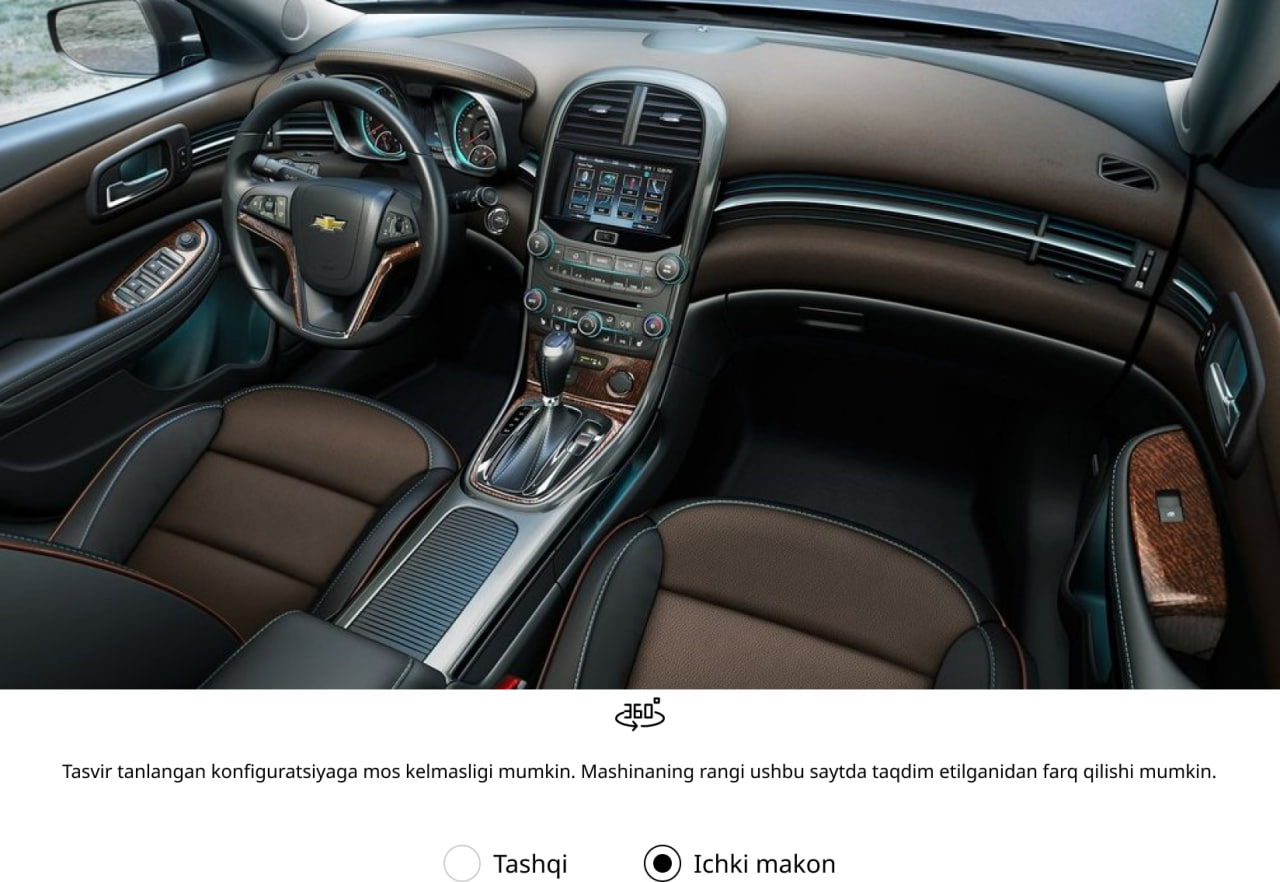 360°
Tasvir tanlangan konfiguratsiyaga mos kelmasligi mumkin. Mashinaning rangi ushbu saytda taqdim etilganidan farq qilishi mumkin.
Tashqi
Ichki makon